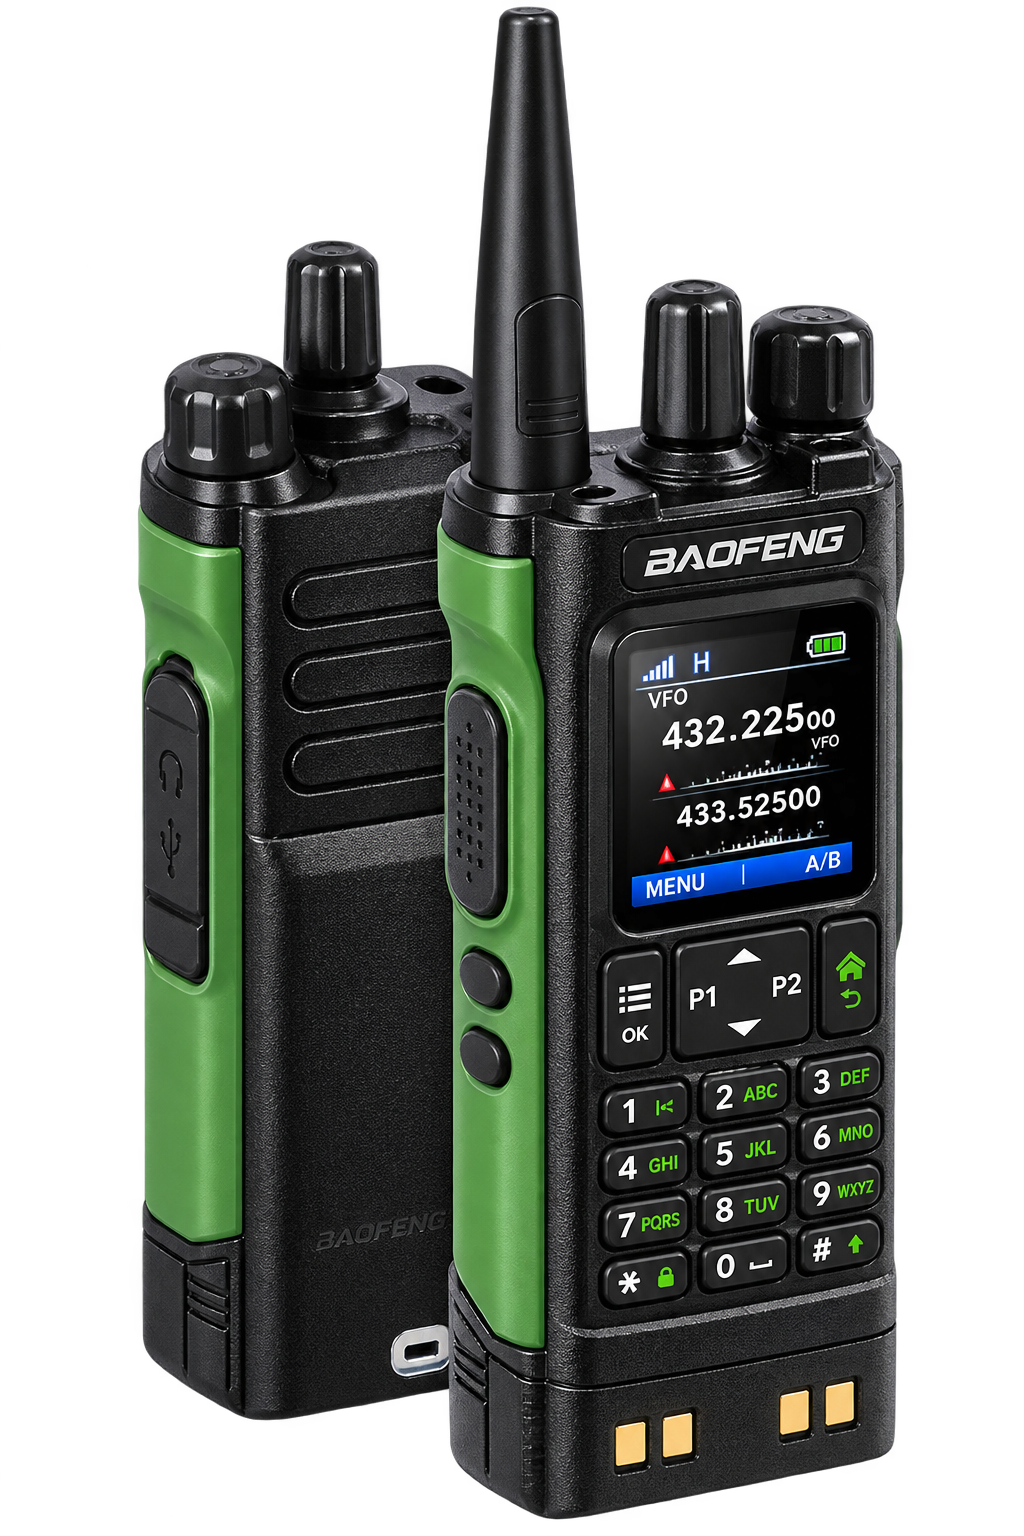 BAOFENG
H
VFO
432.22500
VFO
433.52500
MENU | A/B
P1 P2
OK
1 2 ABC 3 DEF
4 GHI 5 JKL 6 MNO
7 PQRS 8 TUV 9 WXYZ
* 0 #
BAOFENG